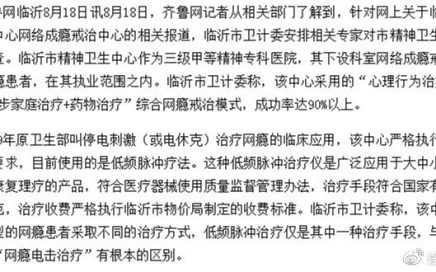 网临沂8月18日讯8月18日，齐鲁网记者从相关部门了解到，针对网上关于临
中心网络成瘾戒治中心的相关报道，临沂市卫计委安排相关专家对市精神卫生
查。临沂市精神卫生中心作为三级甲等精神专科医院，其下设科室网络成瘾
瘾患者，在其执业范围之内。临沂市卫计委称，该中心采用的“心理行为治
步家庭治疗+药物治疗”综合网瘾戒治模式，成功率达90%以上。
9年原卫生部叫停电刺激（或电休克）治疗网瘾的临床应用，该中心严格执行
要求，目前使用的是低频脉冲疗法。这种低频脉冲治疗仪是广泛应用于大中小
康复理疗的产品，符合医疗器械使用质量监督管理办法，治疗手段符合国家有
范，治疗收费严格执行临沂市物价局制定的收费标准。临沂市卫计委称，该中
型的网瘾患者采取不同的治疗方式，低频脉冲治疗仪是其中一种治疗手段，与
“网瘾电击治疗”有根本的区别。